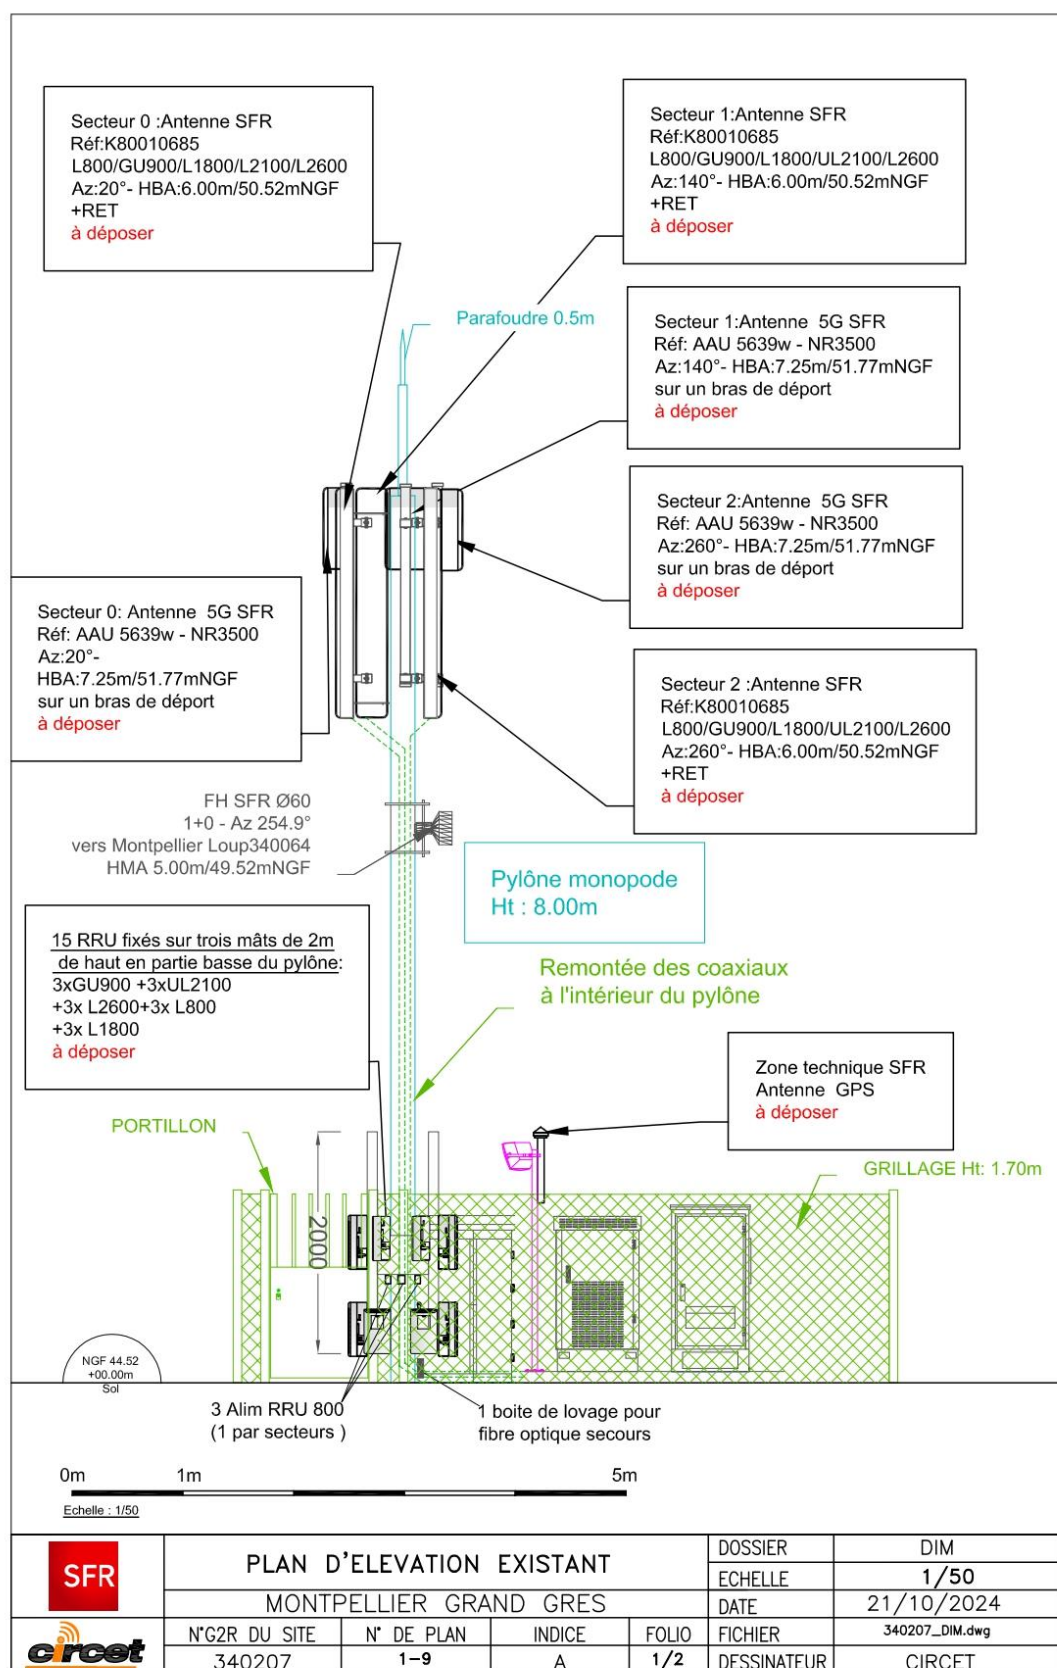 Secteur 0 :Antenne SFR
Réf:K80010685
L800/GU900/L1800/L2100/L2600
Az:20°- HBA:6.00m/50.52mNGF
+RET
à déposer
Secteur 1:Antenne SFR
Réf:K80010685
L800/GU900/L1800/UL2100/L2600
Az:140°- HBA:6.00m/50.52mNGF
+RET
à déposer
Parafoudre 0.5m
Secteur 1:Antenne 5G SFR
Réf: AAU 5639w - NR3500
Az:140°- HBA:7.25m/51.77mNGF
sur un bras de déport
à déposer
Secteur 2:Antenne 5G SFR
Réf: AAU 5639w - NR3500
Az:260°- HBA:7.25m/51.77mNGF
sur un bras de déport
à déposer
Secteur 0: Antenne 5G SFR
Réf: AAU 5639w - NR3500
Az:20°-
HBA:7.25m/51.77mNGF
sur un bras de déport
à déposer
Secteur 2 :Antenne SFR
Réf:K80010685
L800/GU900/L1800/UL2100/L2600
Az:260°- HBA:6.00m/50.52mNGF
+RET
à déposer
FH SFR Ø60
1+0 - Az 254.9°
vers Montpellier Loup340064
HMA 5.00m/49.52mNGF
Pylône monopode
Ht : 8.00m
15 RRU fixés sur trois mâts de 2m
de haut en partie basse du pylône:
3xGU900 +3xUL2100
+3x L2600+3x L800
+3x L1800
à déposer
Remontée des coaxiaux
à l'intérieur du pylône
Zone technique SFR
Antenne GPS
à déposer
PORTILLON
GRILLAGE Ht: 1.70m
2000
NGF 44.52
+00.00m
Sol
3 Alim RRU 800
(1 par secteurs )
1 boite de lovage pour
fibre optique secours
0m 1m 5m
Echelle : 1/50
SFR
PLAN D'ELEVATION EXISTANT
MONTPELLIER GRAND GRES
DOSSIER DIM
ECHELLE 1/50
DATE 21/10/2024
circet
N°G2R DU SITE N° DE PLAN INDICE FOLIO FICHIER 340207_DIM.dwg
340207 1-9 A 1/2 DESSINATEUR CIRCET